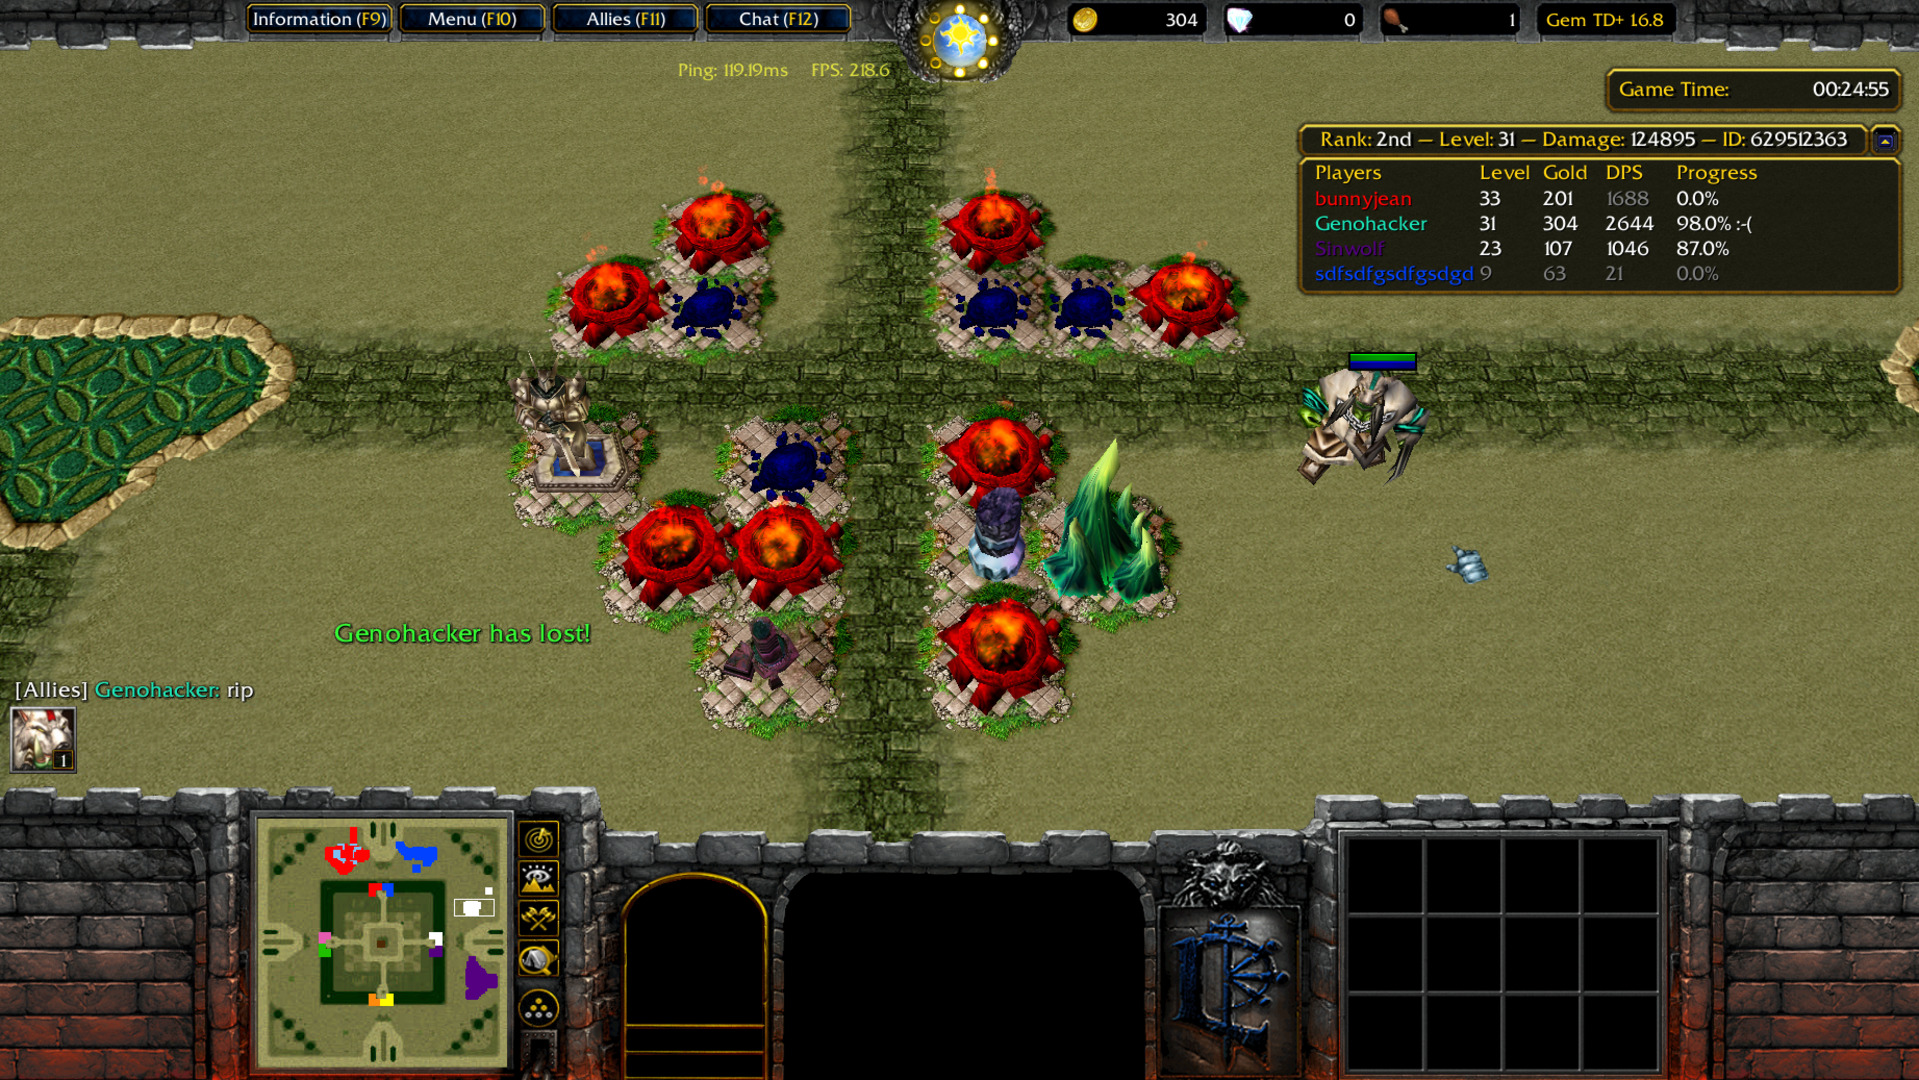 Information (F9) Menu (F10) Allies (F11) Chat (F12) 304 0 1 Gem TD+ 16.8
Ping: 119.19ms FPS: 218.6
Game Time: 00:24:55
Rank: 2nd — Level: 31 — Damage: 124895 — ID: 629512363
Players Level Gold DPS Progress
bunnyjean 33 201 1688 0.0%
Genohacker 31 304 2644 98.0% :-(
Sinwolf 23 107 1046 87.0%
sdfsdfgsdfgsdgd 9 63 21 0.0%
Genohacker has lost!
[Allies] Genohacker: rip
1